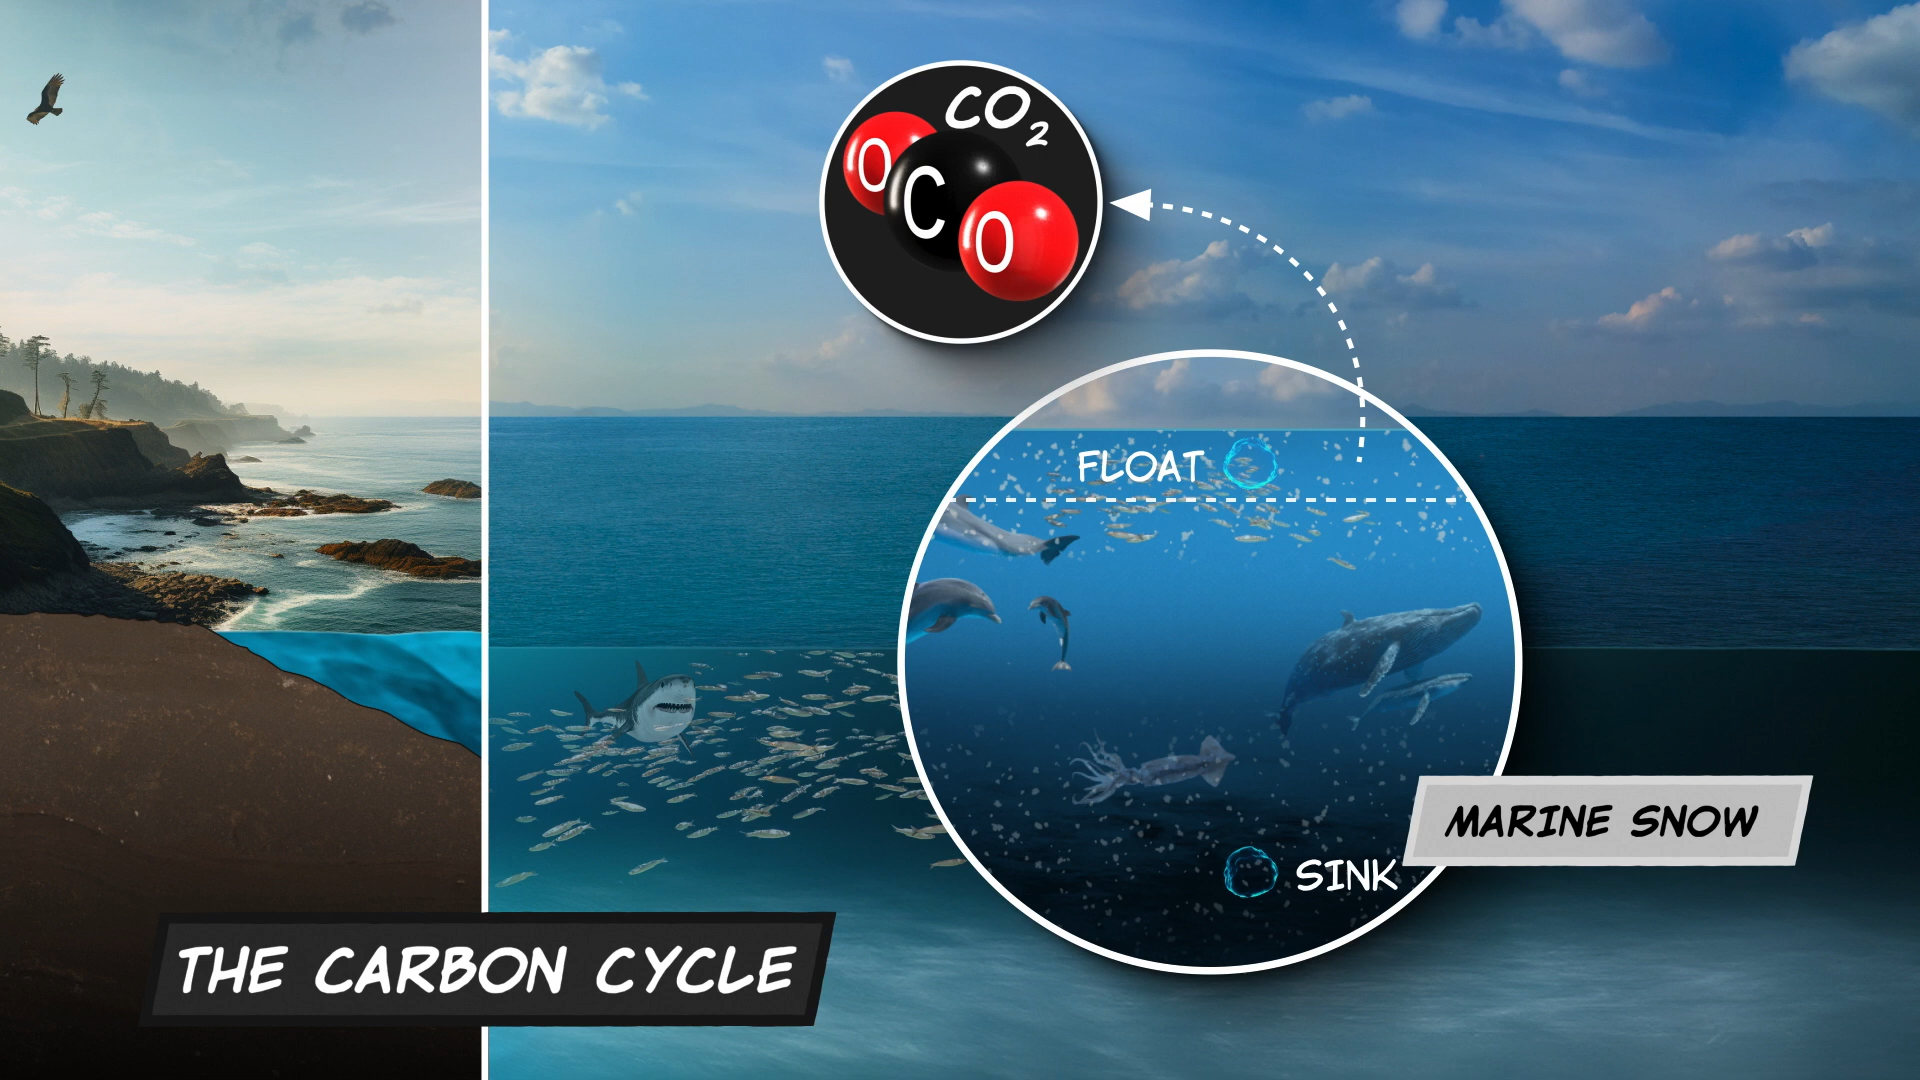 CO₂
O
C
O
FLOAT
MARINE SNOW
SINK
THE CARBON CYCLE